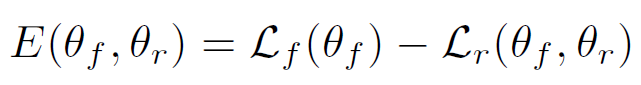 E(θ_f, θ_r) = ℒ_f(θ_f) − ℒ_r(θ_f, θ_r)